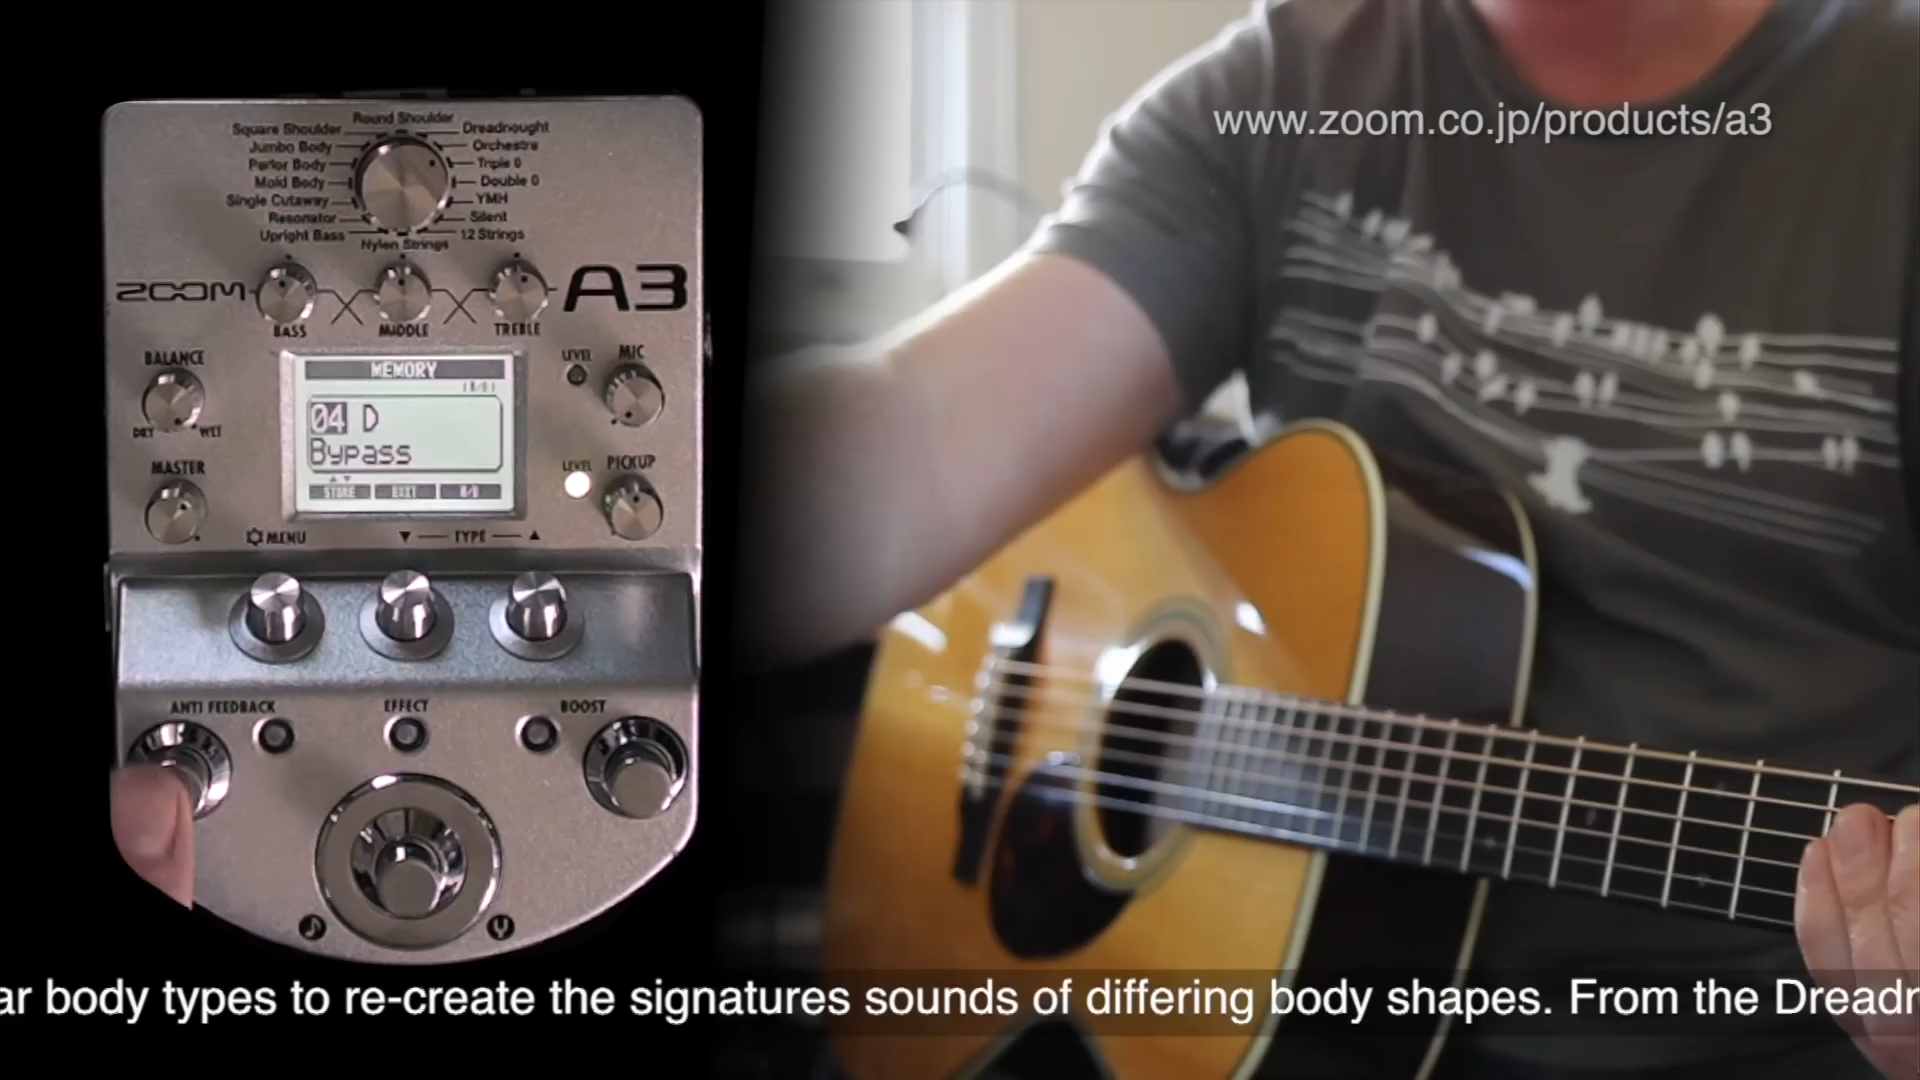 www.zoom.co.jp/products/a3
Round Shoulder
Square Shoulder
Dreadnought
Jumbo Body
Orchestra
Parlor Body
Triple 0
Mold Body
Double 0
Single Cutaway
YMH
Resonator
Silent
Upright Bass
12 Strings
Nylon Strings
ZOOM
A3
BASS
MIDDLE
TREBLE
BALANCE
DRY
WET
MASTER
LEVEL
MIC
LEVEL
PICKUP
MEMORY
04 D
Bypass
STORE
EXIT
MENU
TYPE
ANTI FEEDBACK
EFFECT
BOOST
ar body types to re-create the signatures sounds of differing body shapes. From the Dreadn